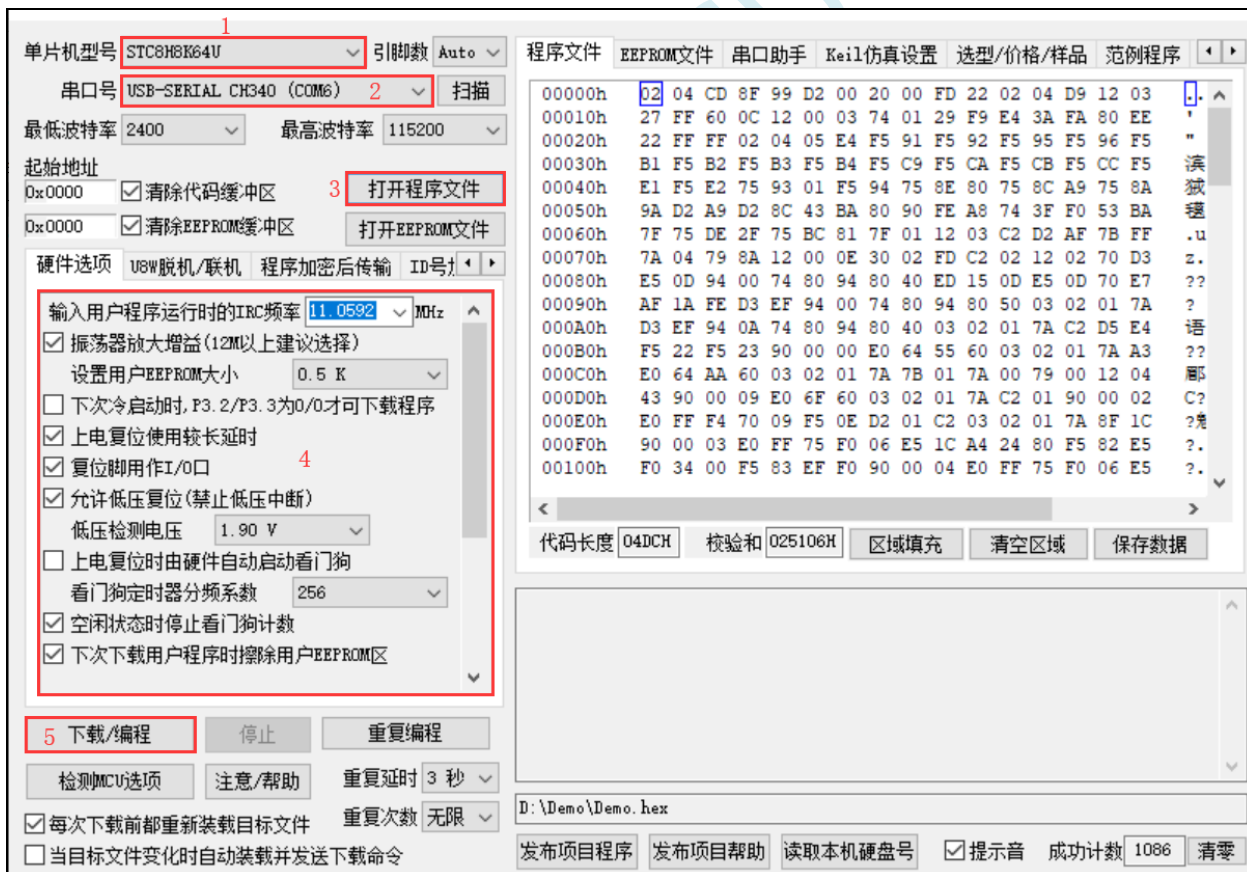 1
单片机型号 STC8H8K64U 引脚数 Auto
串口号 USB-SERIAL CH340 (COM6) 2 扫描
最低波特率 2400 最高波特率 115200
起始地址
0x0000 清除代码缓冲区 3 打开程序文件
0x0000 清除EEPROM缓冲区 打开EEPROM文件
硬件选项 U8W脱机/联机 程序加密后传输
输入用户程序运行时的IRC频率 11.0592 MHz
振荡器放大增益(12M以上建议选择)
设置用户EEPROM大小 0.5 K
下次冷启动时,P3.2/P3.3为0/0才可下载程序
上电复位使用较长延时
复位脚用作I/O口 4
允许低压复位(禁止低压中断)
低压检测电压 1.90 V
上电复位时由硬件自动启动看门狗
看门狗定时器分频系数 256
空闲状态时停止看门狗计数
下次下载用户程序时擦除用户EEPROM区
5 下载/编程 停止 重复编程
检测MCU选项 注意/帮助 重复延时 3 秒
每次下载前都重新装载目标文件 重复次数 无限
当目标文件变化时自动装载并发送下载命令
程序文件 EEPROM文件 串口助手 Keil仿真设置 选型/价格/样品 范例程序
00000h 02 04 CD 8F 99 D2 00 20 00 FD 22 02 04 D9 12 03 ..
00010h 27 FF 60 0C 12 00 03 74 01 29 F9 E4 3A FA 80 EE '
00020h 22 FF FF 02 04 05 E4 F5 91 F5 92 F5 95 F5 96 F5 "
00030h B1 F5 B2 F5 B3 F5 B4 F5 C9 F5 CA F5 CB F5 CC F5 滨
00040h E1 F5 E2 75 93 01 F5 94 75 8E 80 75 8C A9 75 8A
00050h 9A D2 A9 D2 8C 43 BA 80 90 FE A8 74 3F F0 53 BA
00060h 7F 75 DE 2F 75 BC 81 7F 01 12 03 C2 D2 AF 7B FF .u
00070h 7A 04 79 8A 12 00 0E 30 02 FD C2 02 12 02 70 D3 z.
00080h E5 0D 94 00 74 80 94 80 40 ED 15 0D E5 0D 70 E7 ??
00090h AF 1A FE D3 EF 94 00 74 80 94 80 50 03 02 01 7A ?
000A0h D3 EF 94 0A 74 80 94 80 40 03 02 01 7A C2 D5 E4 语
000B0h F5 22 F5 23 90 00 00 E0 64 55 60 03 02 01 7A A3 ??
000C0h E0 64 AA 60 03 02 01 7A 7B 01 7A 00 79 00 12 04 郿
000D0h 43 90 00 09 E0 6F 60 03 02 01 7A C2 01 90 00 02 C?
000E0h E0 FF F4 70 09 F5 0E D2 01 C2 03 02 01 7A 8F 1C
000F0h 90 00 03 E0 FF 75 F0 06 E5 1C A4 24 80 F5 82 E5 ?.
00100h F0 34 00 F5 83 EF F0 90 00 04 E0 FF 75 F0 06 E5 ?.
代码长度 04DCH 校验和 025106H 区域填充 清空区域 保存数据
D:\Demo\Demo.hex
发布项目程序 发布项目帮助 读取本机硬盘号 提示音 成功计数 1086 清零